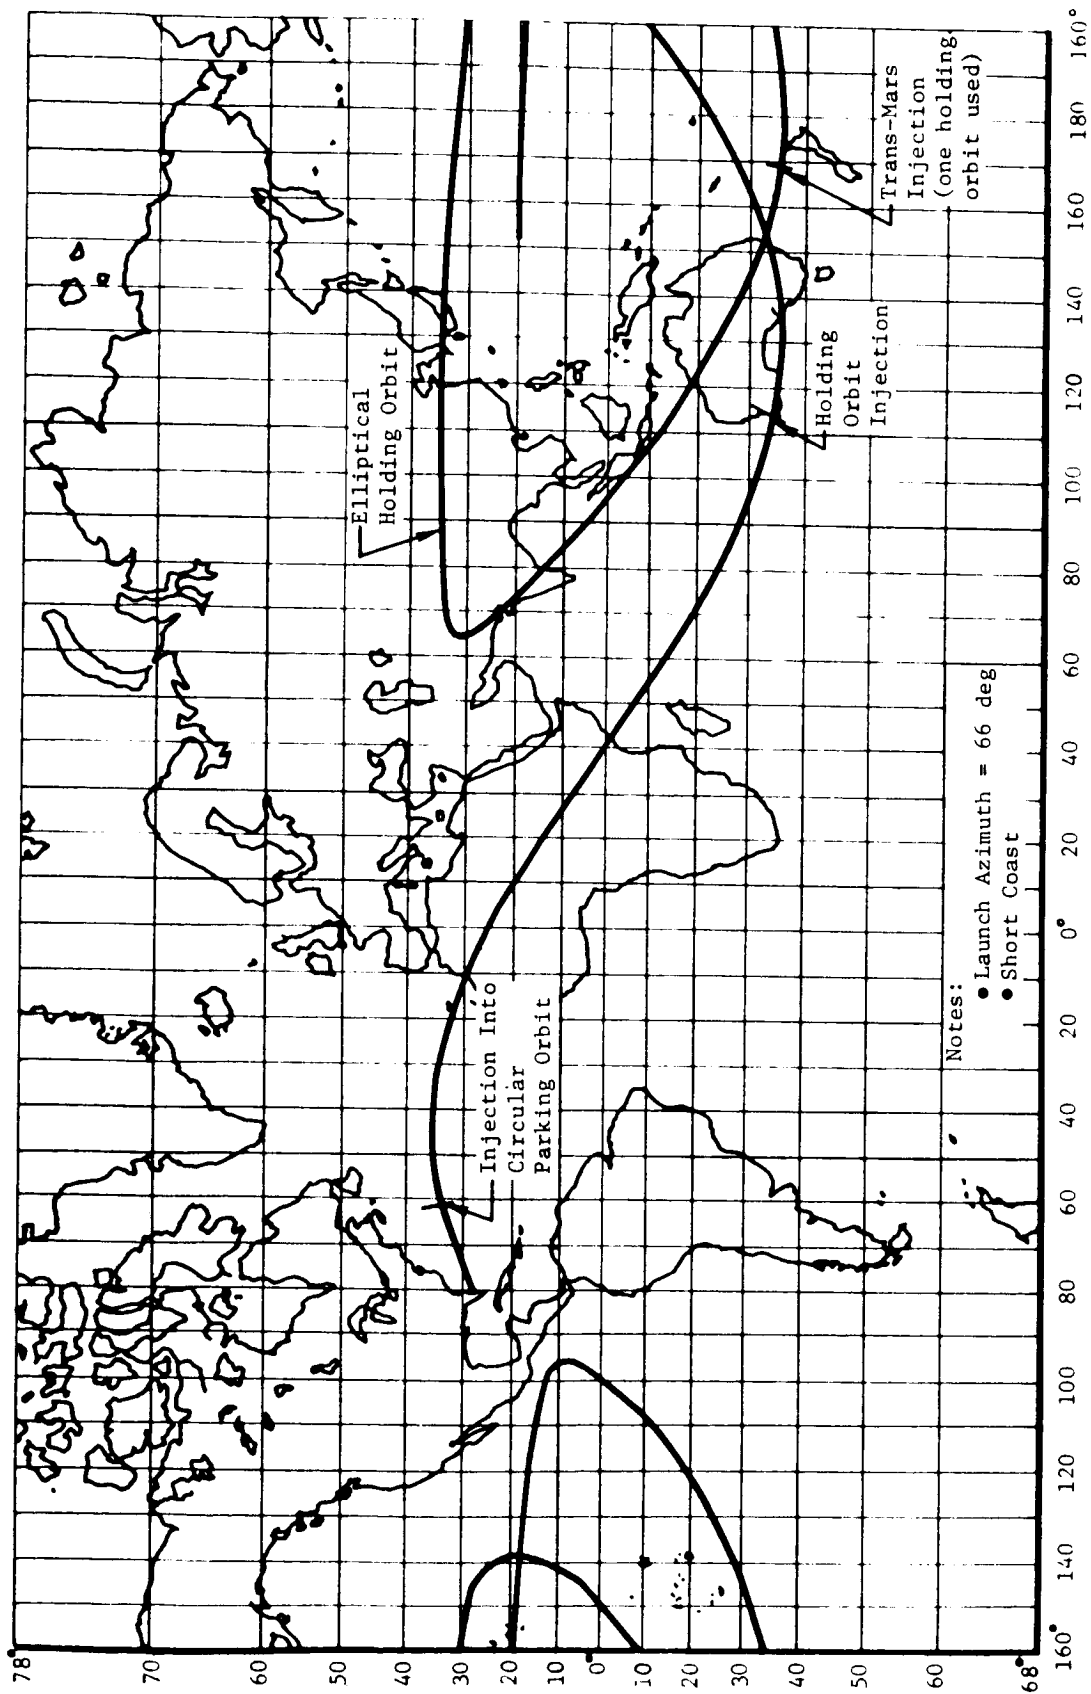 78°
70
60
50
40
30
20
10
0°
10
20
30
40
50
60
68°
Elliptical
Holding Orbit
Injection Into
Circular
Parking Orbit
Trans-Mars
Injection
(one holding
orbit used)
Holding
Orbit
Injection
Notes:
● Launch Azimuth = 66 deg
● Short Coast
160°
140
120
100
80
60
40
20
0°
20
40
60
80
100
120
140
160
180
160°